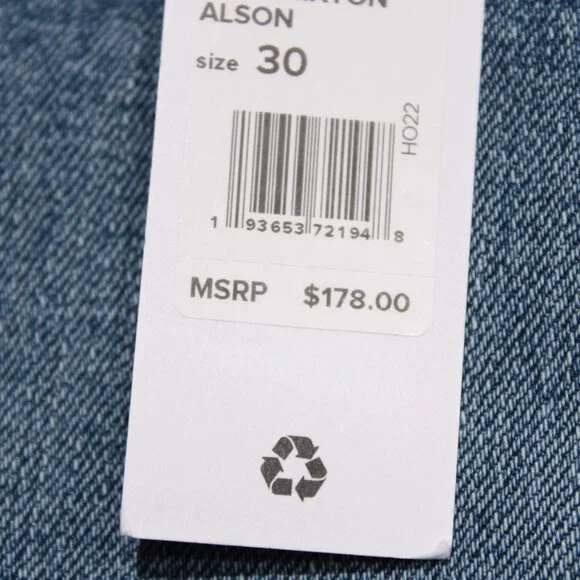 ALSON
size 30
HO22
1 93653 72194 8
MSRP $178.00